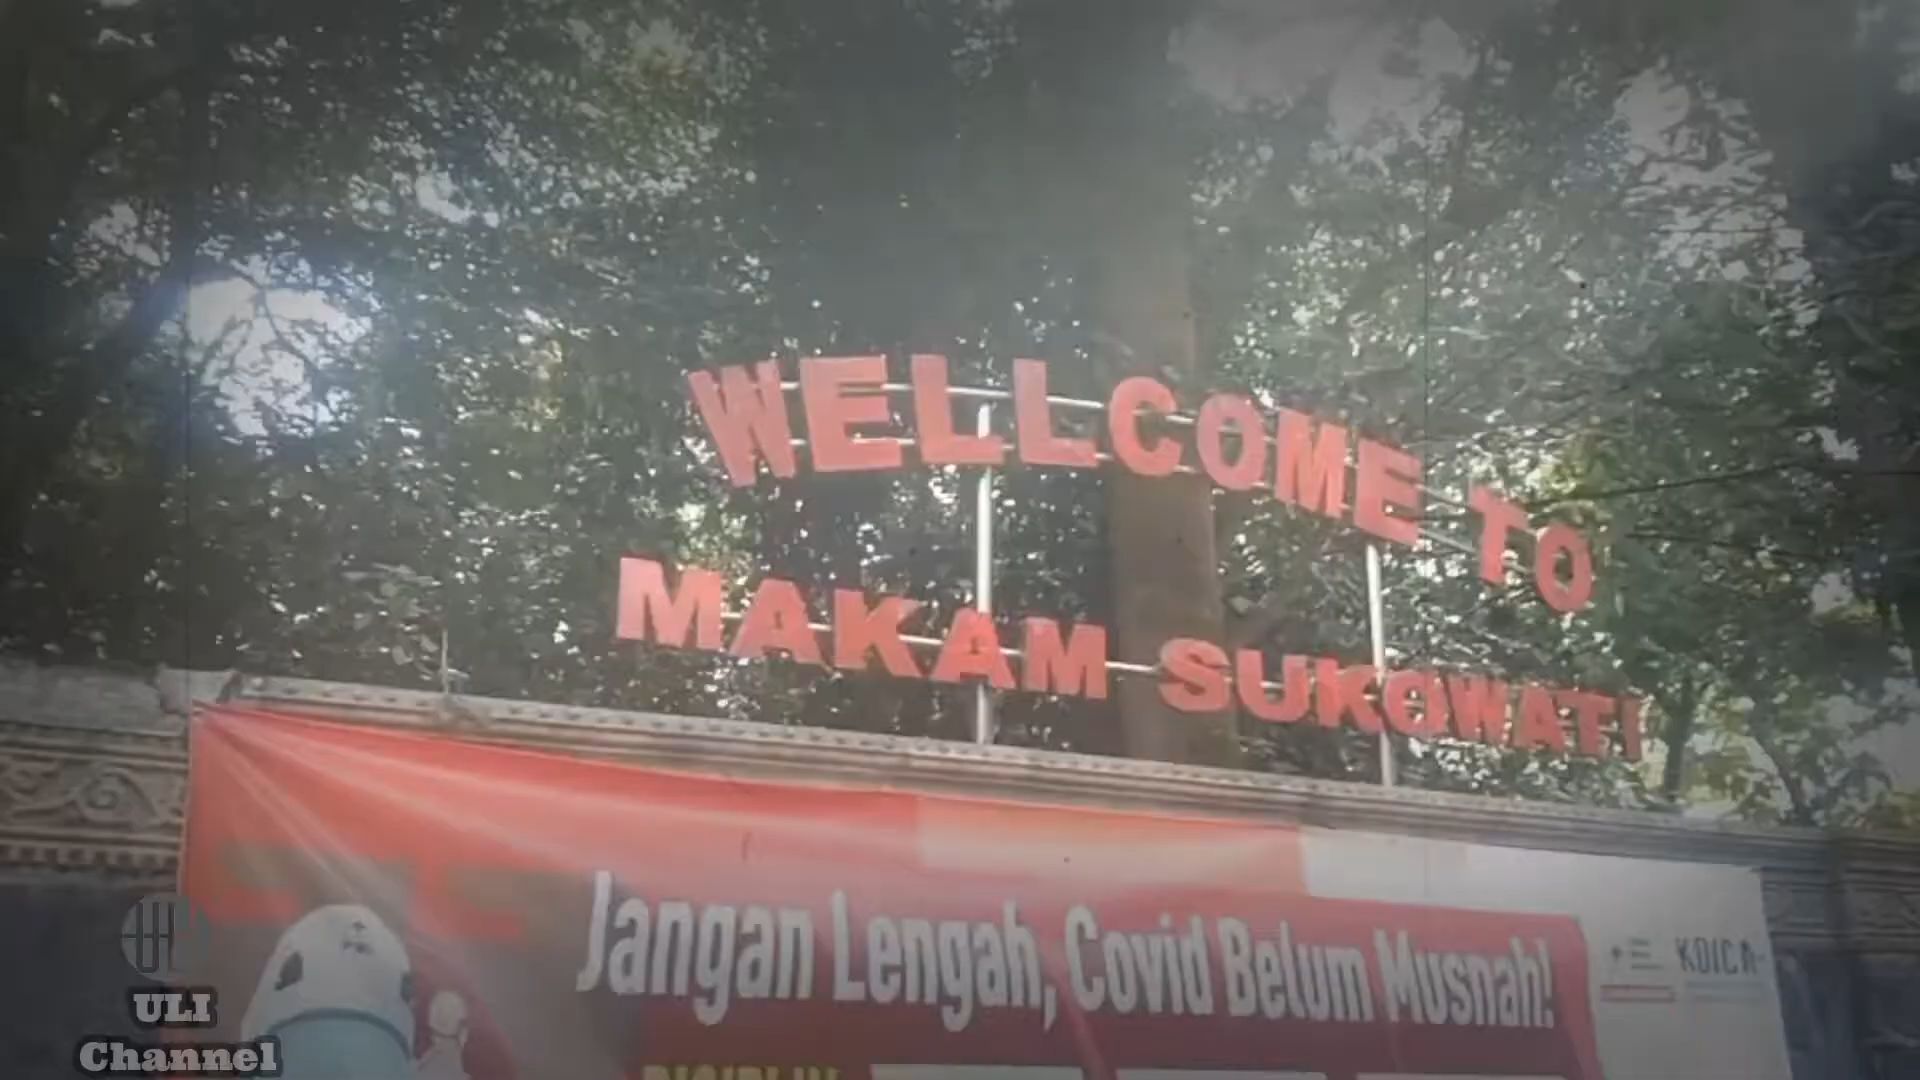 WELLCOME TO
MAKAM SUKOWATI
Jangan Lengah, Covid Belum Musnah!
KOICA
ULI
Channel